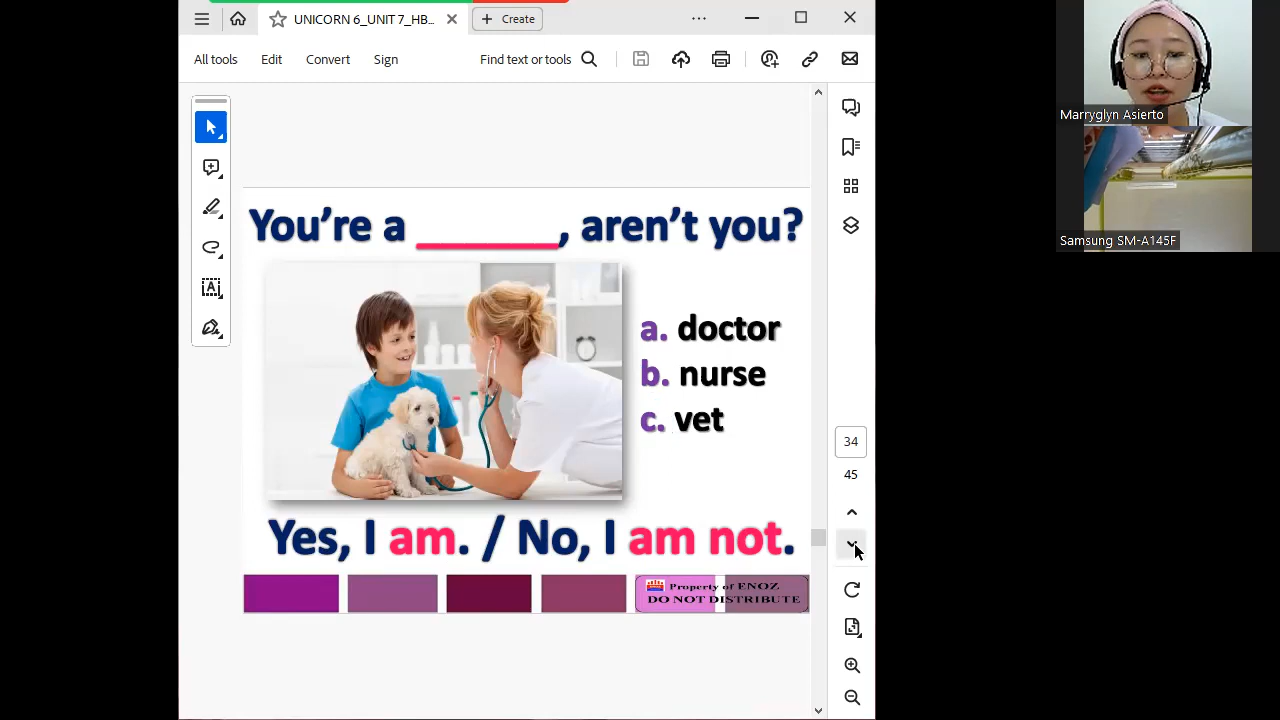 UNICORN 6_UNIT 7_HB...
Create
All tools
Edit
Convert
Sign
Find text or tools
You're a ________, aren't you?
a. doctor
b. nurse
c. vet
Yes, I am. / No, I am not.
Property of ENOZ
DO NOT DISTRIBUTE
34
45
Marryglyn Asierto
Samsung SM-A145F